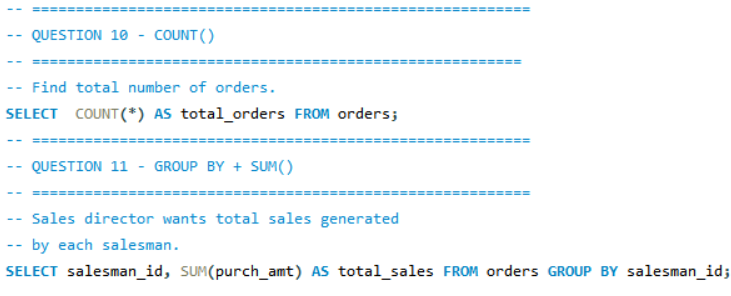 -- =========================================================
-- QUESTION 10 - COUNT()
-- ========================================================
-- Find total number of orders.
SELECT  COUNT(*) AS total_orders FROM orders;
-- =========================================================
-- QUESTION 11 - GROUP BY + SUM()
-- =========================================================
-- Sales director wants total sales generated
-- by each salesman.
SELECT salesman_id, SUM(purch_amt) AS total_sales FROM orders GROUP BY salesman_id;